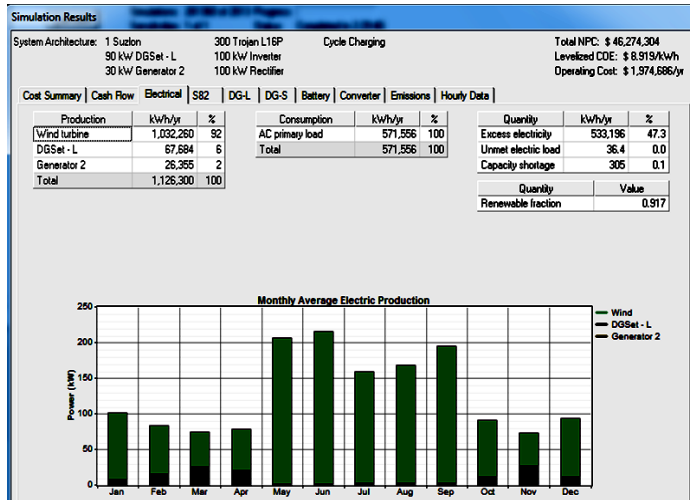 Simulation Results
System Architecture: 1 Suzlon 300 Trojan L16P Cycle Charging Total NPC: $ 46,274,304
90 kW DGSet - L 100 kW Inverter Levelized COE: $ 8.919/kWh
30 kW Generator 2 100 kW Rectifier Operating Cost: $ 1,974,686/yr
Cost Summary Cash Flow Electrical S82 DG-L DG-S Battery Converter Emissions Hourly Data
Production kWh/yr % Consumption kWh/yr % Quantity kWh/yr %
Wind turbine 1,032,260 92 AC primary load 571,556 100 Excess electricity 533,196 47.3
DGSet - L 67,684 6 Total 571,556 100 Unmet electric load 36.4 0.0
Generator 2 26,355 2 Capacity shortage 305 0.1
Total 1,126,300 100
Quantity Value
Renewable fraction 0.917
Monthly Average Electric Production
250
200
150
100
50
0
Power (kW)
Wind
DGSet - L
Generator 2
Jan Feb Mar Apr May Jun Jul Aug Sep Oct Nov Dec